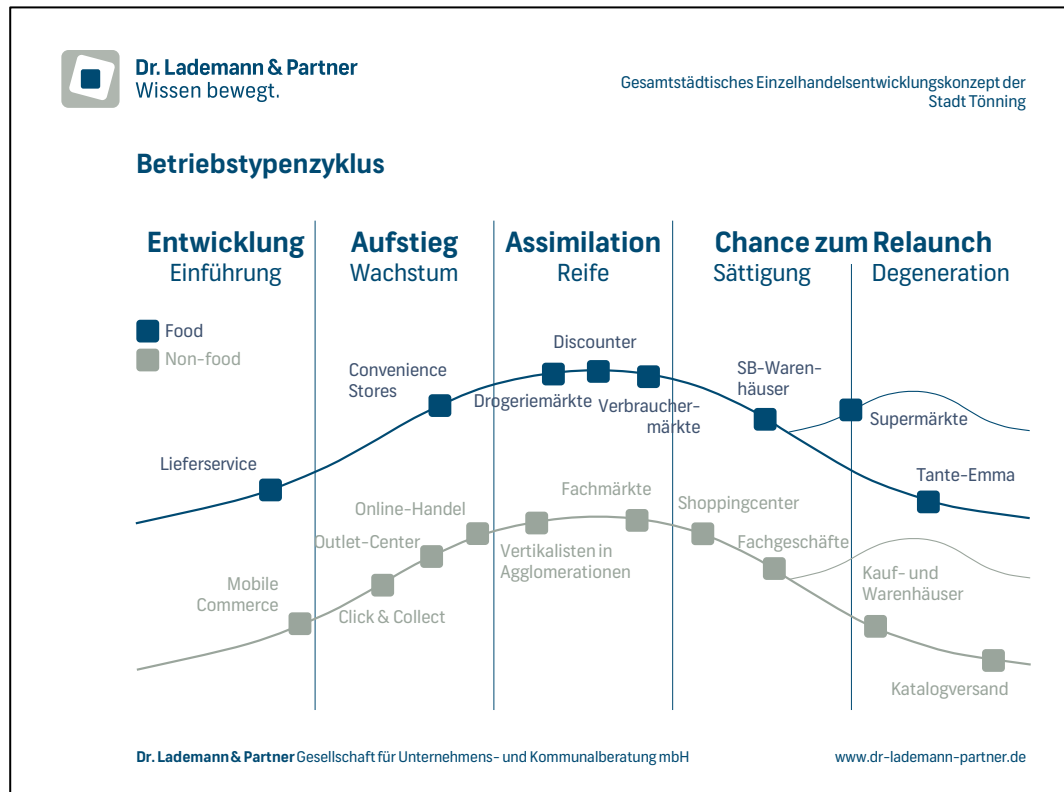 Dr. Lademann & Partner
Wissen bewegt.
Gesamtstädtisches Einzelhandelsentwicklungskonzept der
Stadt Tönning
Betriebstypenzyklus
Entwicklung
Einführung
Aufstieg
Wachstum
Assimilation
Reife
Chance zum Relaunch
Sättigung
Degeneration
Food
Non-food
Lieferservice
Convenience
Stores
Drogeriemärkte
Discounter
Verbraucher-
märkte
SB-Waren-
häuser
Supermärkte
Tante-Emma
Mobile
Commerce
Click & Collect
Outlet-Center
Online-Handel
Vertikalisten in
Agglomerationen
Fachmärkte
Shoppingcenter
Fachgeschäfte
Kauf- und
Warenhäuser
Katalogversand
Dr. Lademann & Partner Gesellschaft für Unternehmens- und Kommunalberatung mbH
www.dr-lademann-partner.de